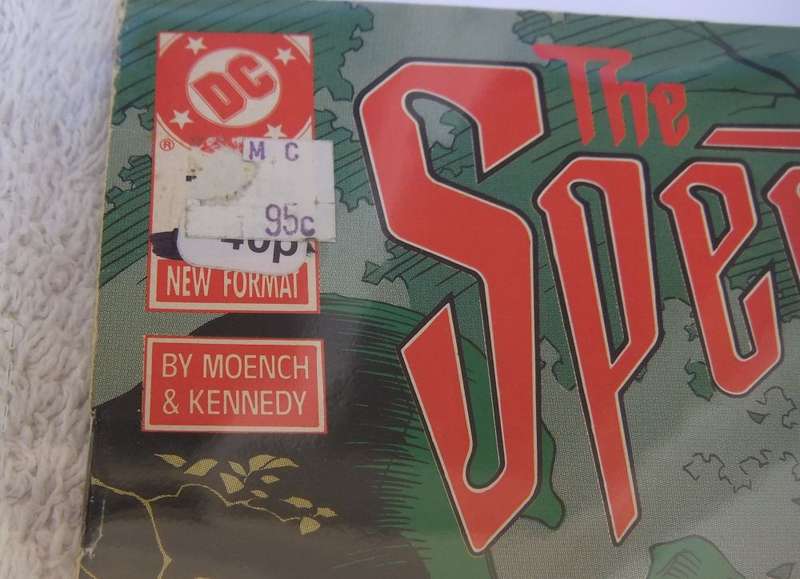 DC
®
M C
95c
40p
NEW FORMAT
BY MOENCH
& KENNEDY
The
Spe